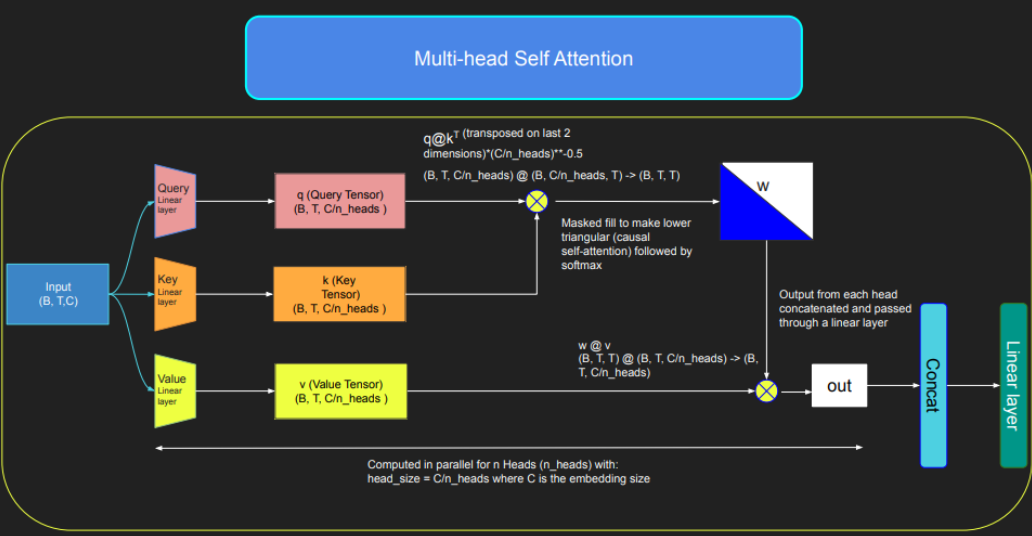 Multi-head Self Attention
q@kᵀ (transposed on last 2
dimensions)*(C/n_heads)**-0.5
(B, T, C/n_heads) @ (B, C/n_heads, T) -> (B, T, T)
Query
Linear
layer
q (Query Tensor)
(B, T, C/n_heads )
w
Masked fill to make lower
triangular (causal
self-attention) followed by
softmax
Input
(B, T,C)
Key
Linear
layer
k (Key
Tensor)
(B, T, C/n_heads )
Output from each head
concatenated and passed
through a linear layer
w @ v
(B, T, T) @ (B, T, C/n_heads) -> (B,
T, C/n_heads)
Value
Linear
layer
v (Value Tensor)
(B, T, C/n_heads )
out
Concat
Linear layer
Computed in parallel for n Heads (n_heads) with:
head_size = C/n_heads where C is the embedding size